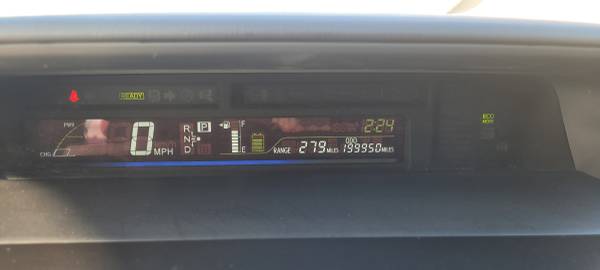 READY
PWR
0 MPH
CHG
R
N
D
P
F
E
2:24
ODO
RANGE 279 MILES 199950 MILES
ECO
MODE